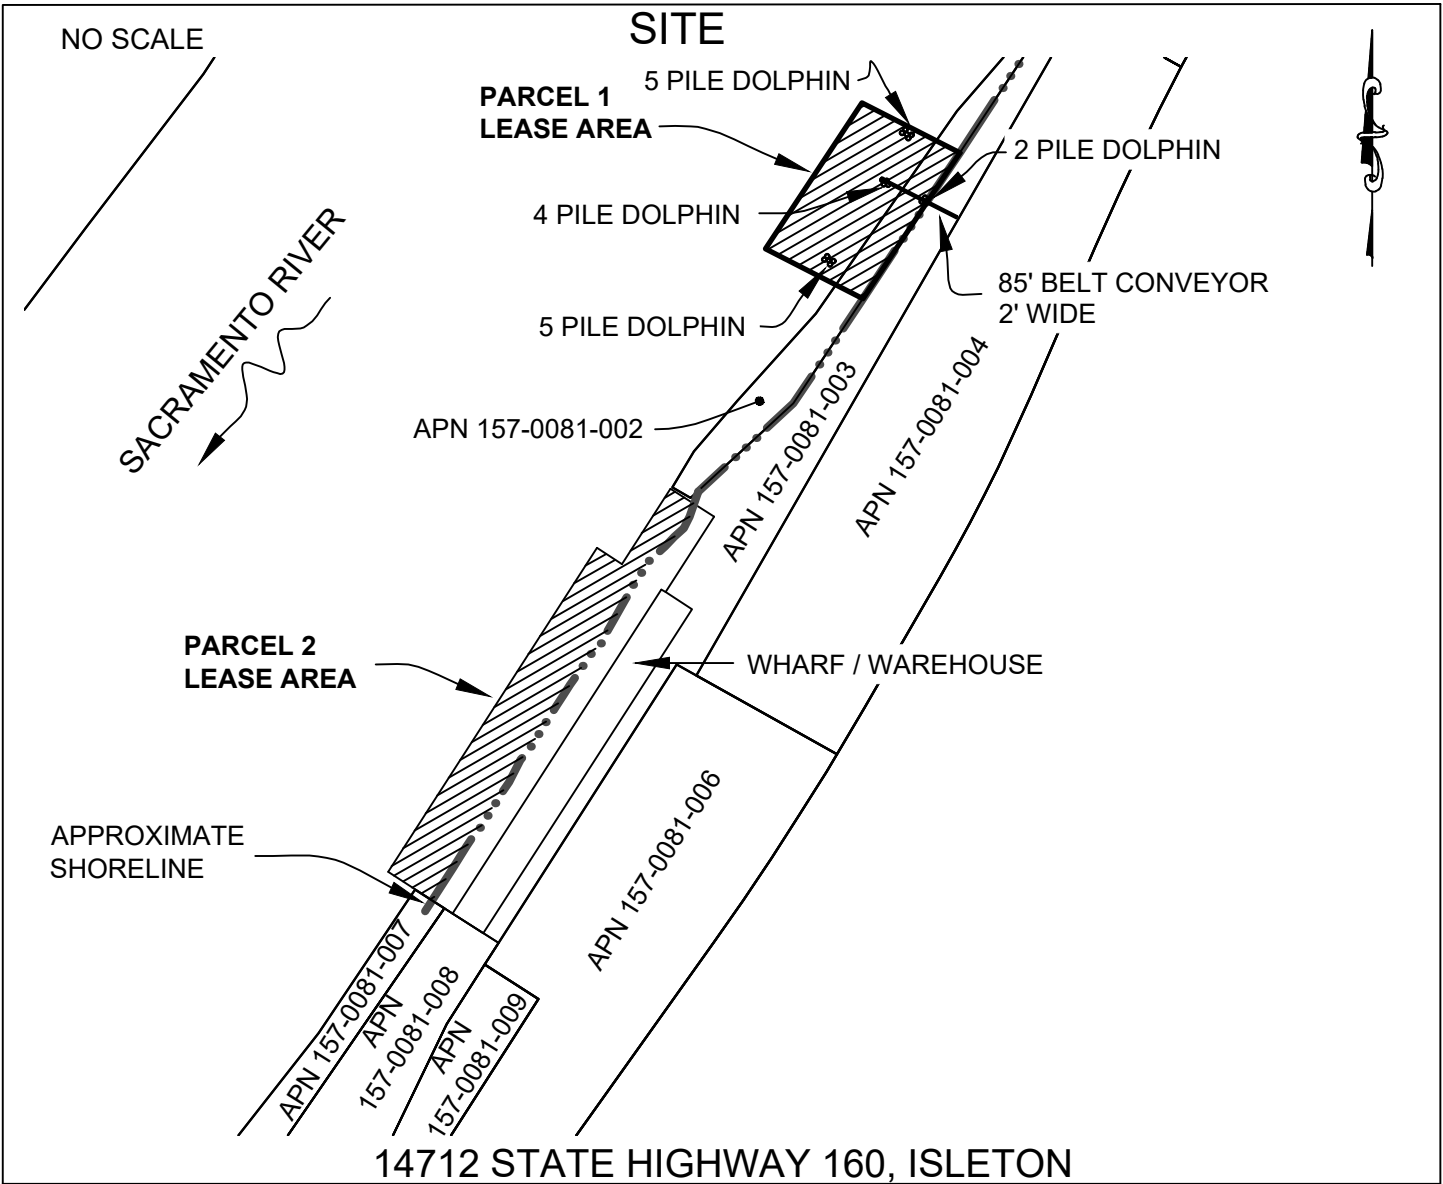 SITE
NO SCALE
5 PILE DOLPHIN
PARCEL 1
LEASE AREA
2 PILE DOLPHIN
4 PILE DOLPHIN
85' BELT CONVEYOR
2' WIDE
5 PILE DOLPHIN
SACRAMENTO RIVER
APN 157-0081-002
APN 157-0081-003
APN 157-0081-004
PARCEL 2
LEASE AREA
WHARF / WAREHOUSE
APN 157-0081-006
APPROXIMATE
SHORELINE
APN 157-0081-007
APN
157-0081-008
APN
157-0081-009
14712 STATE HIGHWAY 160, ISLETON